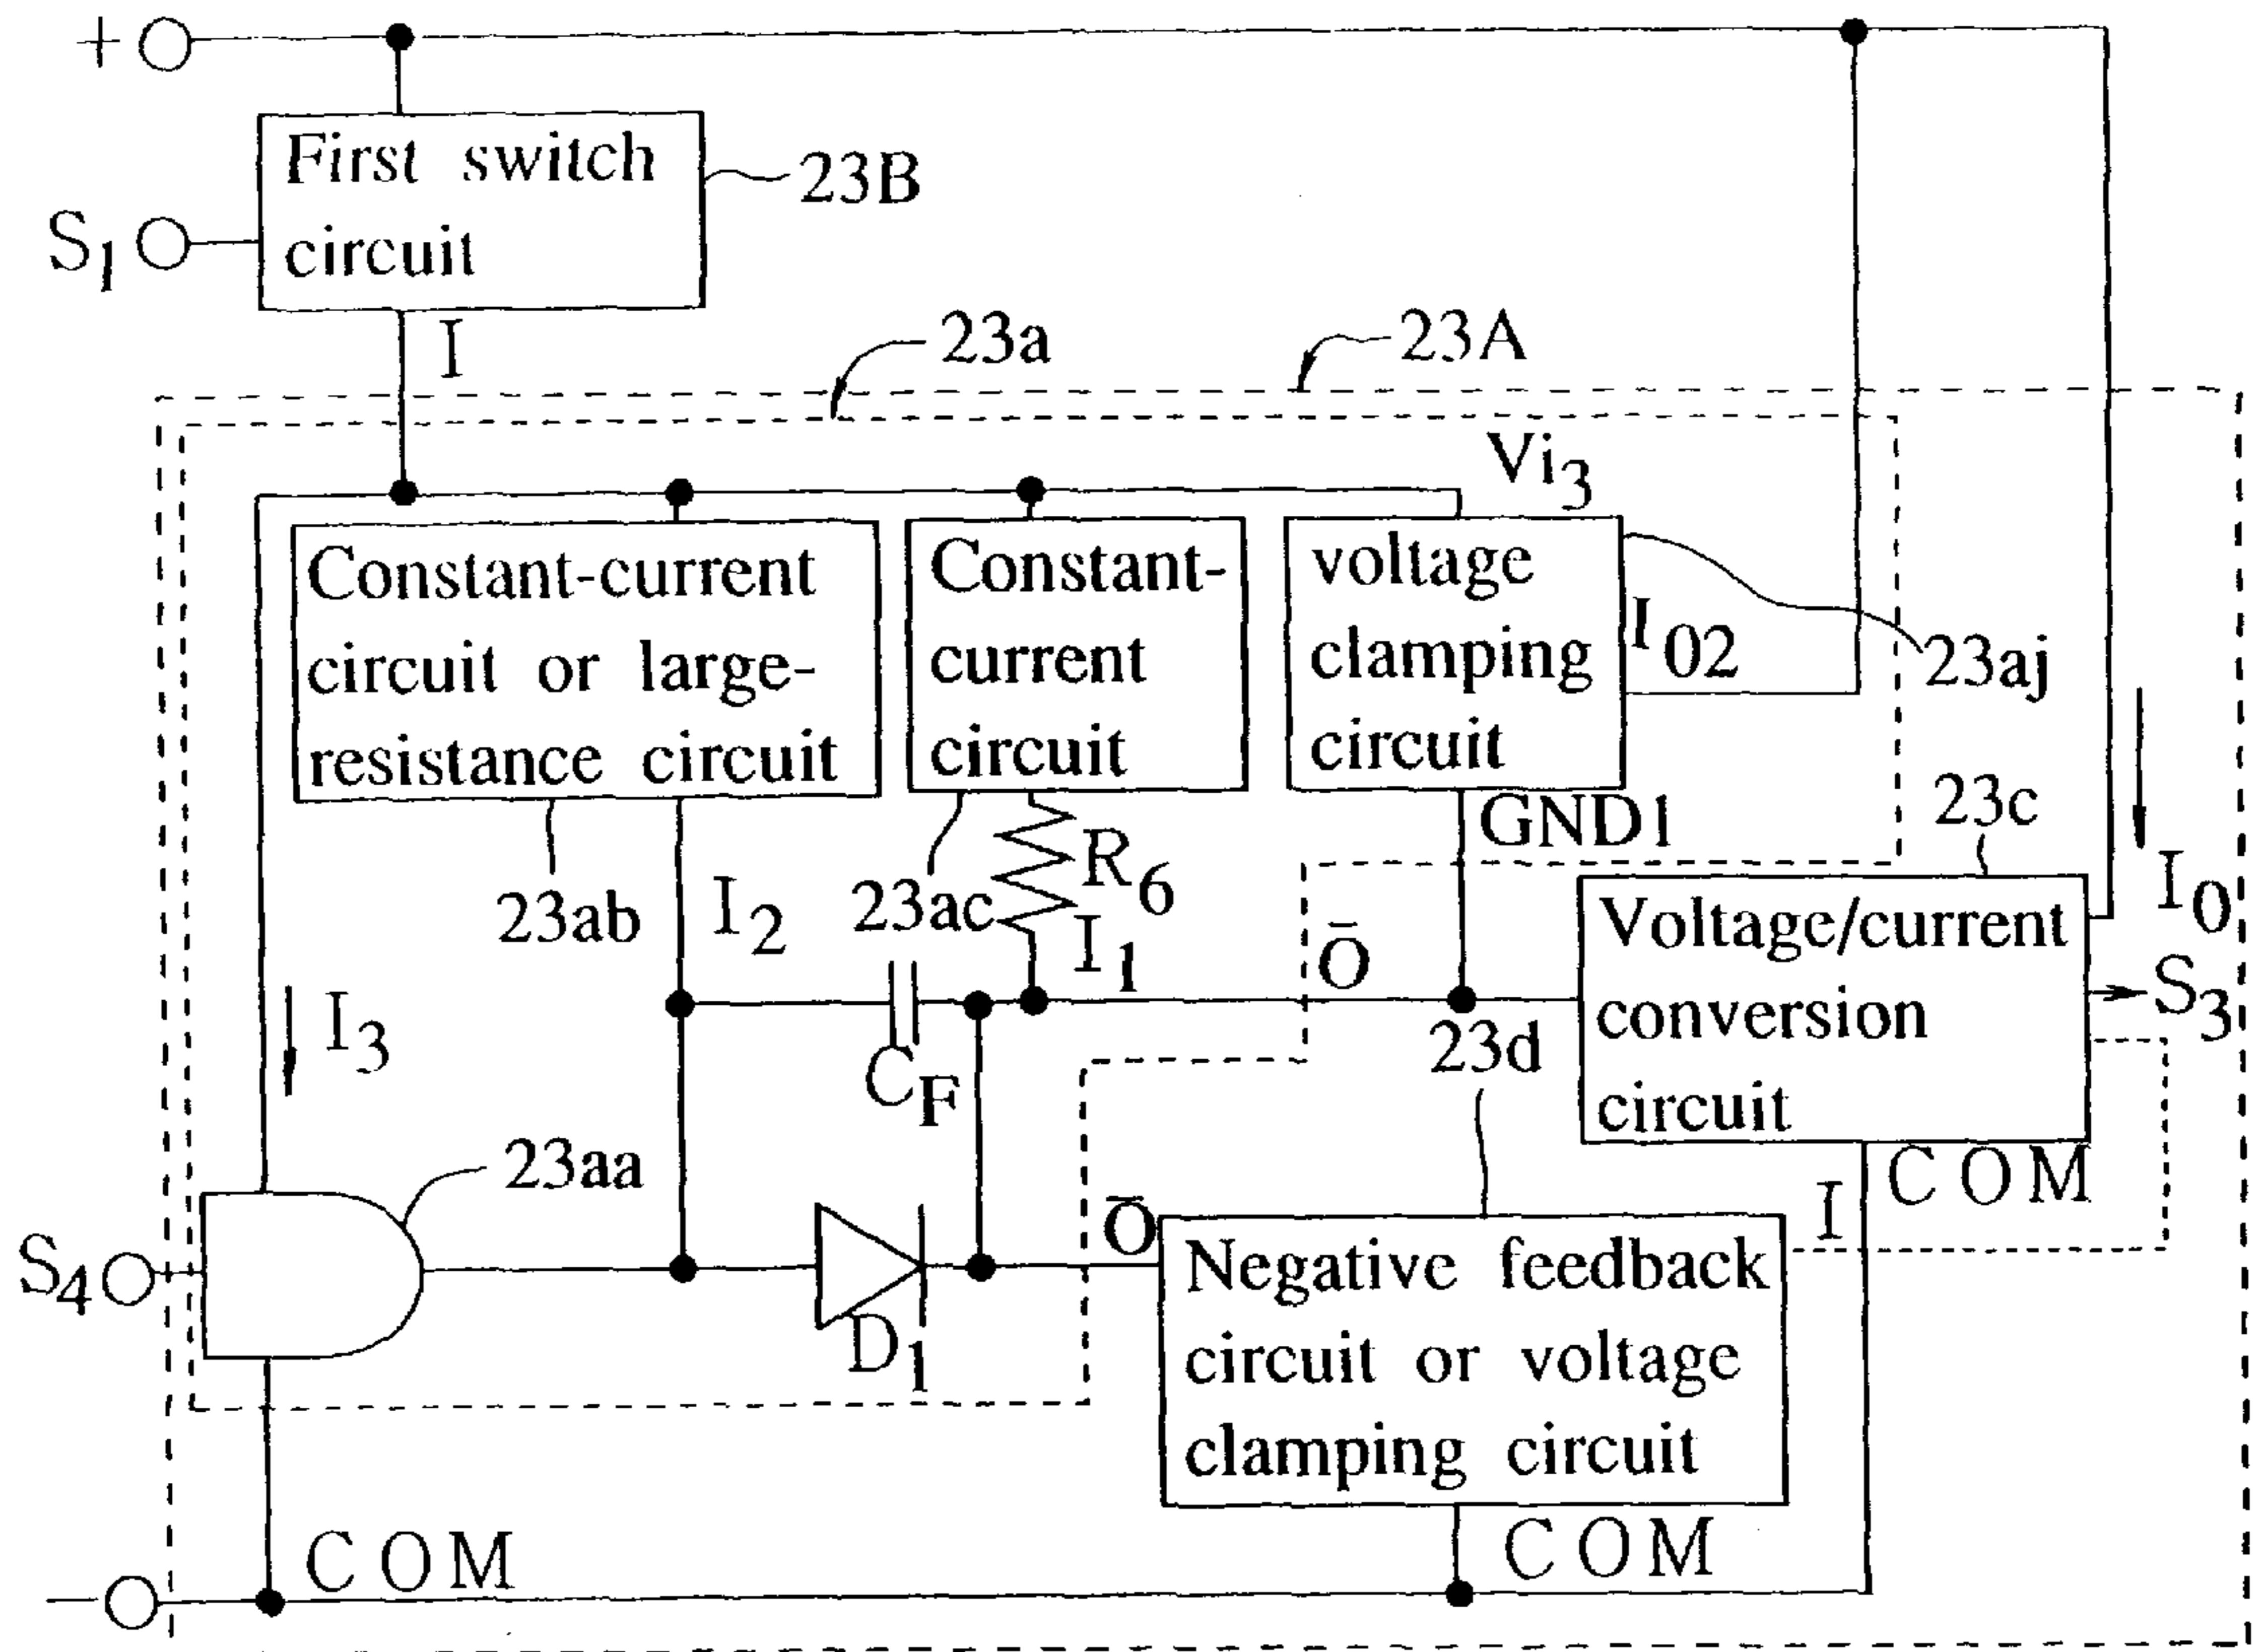 +
First switch
circuit
23B
S1
I
23a
23A
Vi3
Constant-current
circuit or large-
resistance circuit
Constant-
current
circuit
voltage
clamping
circuit
I02
23aj
GND1
23c
23ab
I2
23ac
R6
I1
Ō
I0
Voltage/current
conversion
circuit
S3
I3
CF
23d
23aa
COM
I
S4
D1
Ō
Negative feedback
circuit or voltage
clamping circuit
COM
COM
−